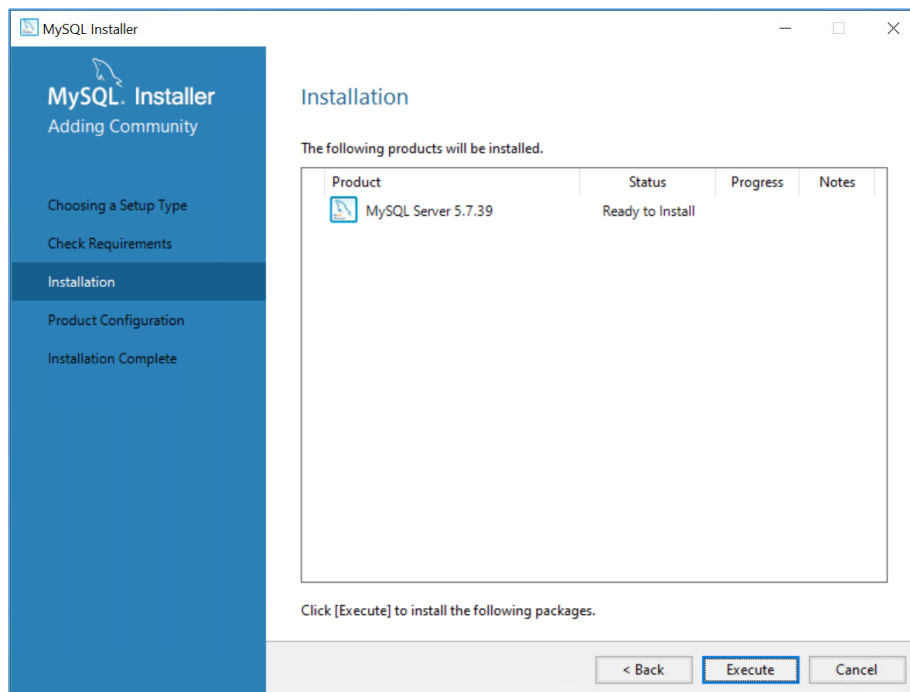 MySQL Installer
MySQL. Installer
Adding Community
Choosing a Setup Type
Check Requirements
Installation
Product Configuration
Installation Complete
Installation
The following products will be installed.
Product Status Progress Notes
MySQL Server 5.7.39 Ready to Install
Click [Execute] to install the following packages.
< Back Execute Cancel